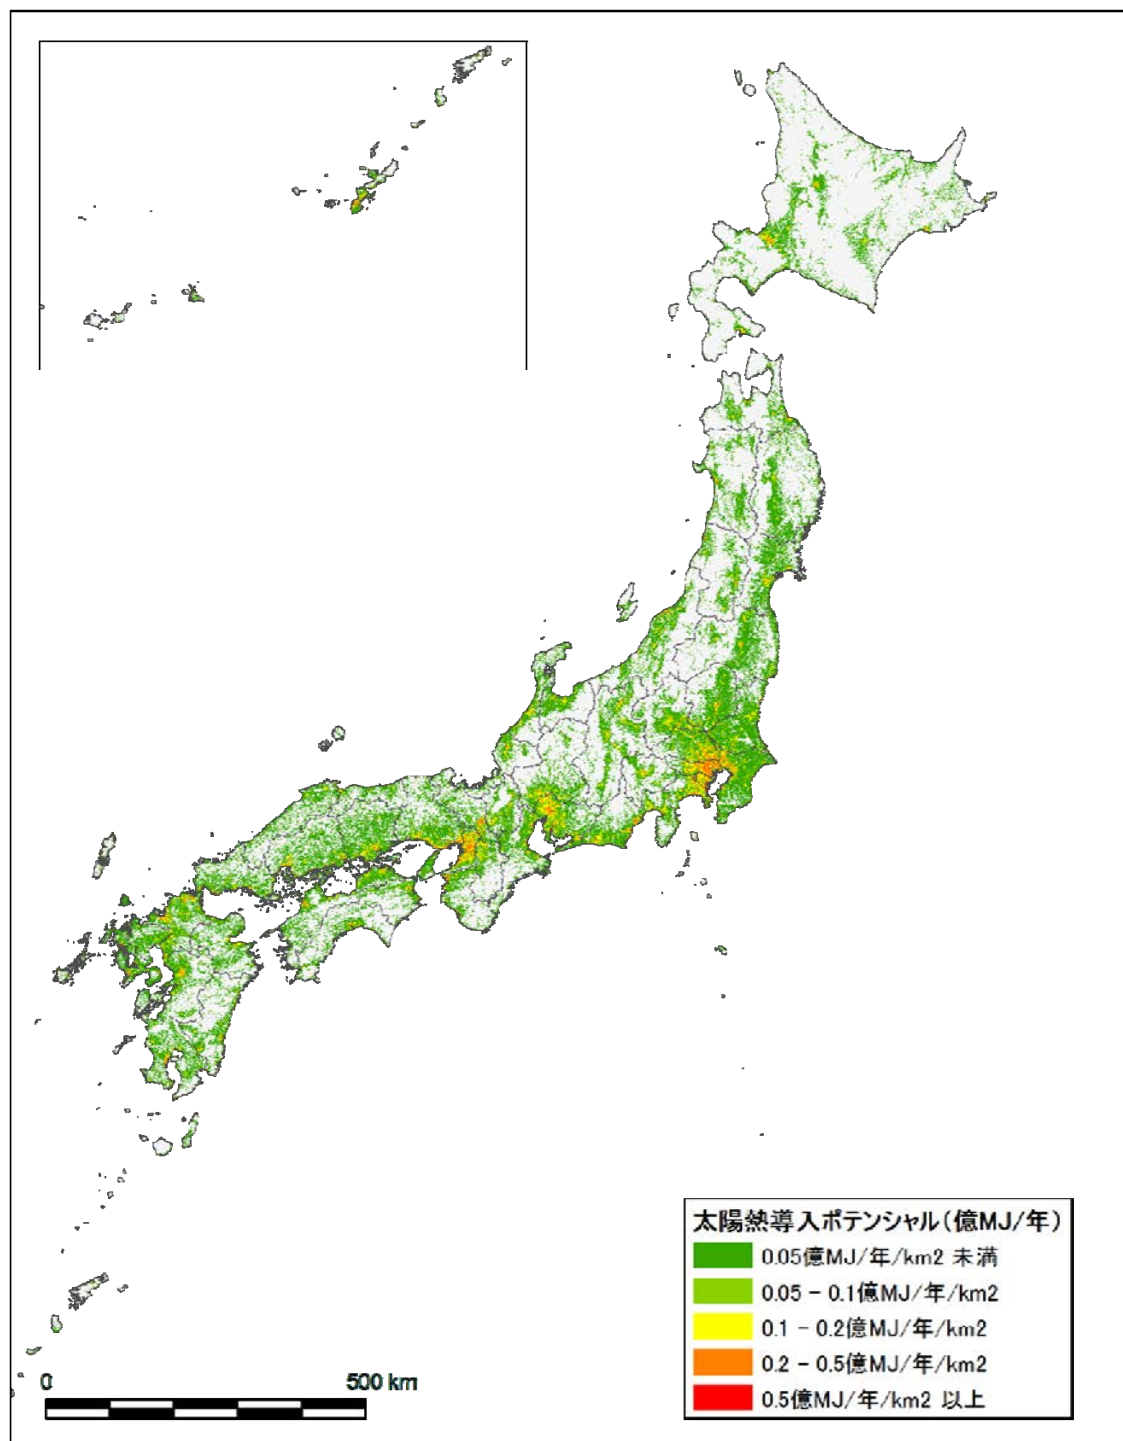 太陽熱導入ポテンシャル(億MJ/年)
0.05億MJ/年/km2 未満
0.05 - 0.1億MJ/年/km2
0.1 - 0.2億MJ/年/km2
0.2 - 0.5億MJ/年/km2
0.5億MJ/年/km2 以上
0 500 km